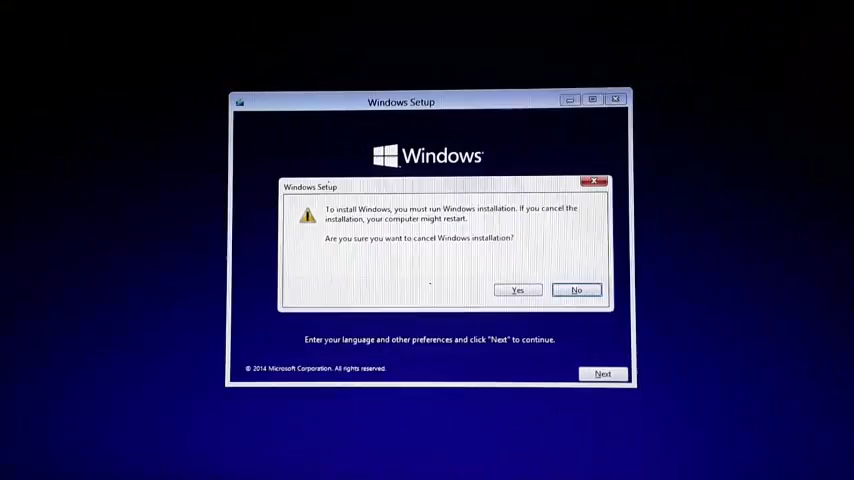 Windows Setup
Windows
Windows Setup
To install Windows, you must run Windows installation. If you cancel the
installation, your computer might restart.
Are you sure you want to cancel Windows installation?
Yes
No
Enter your language and other preferences and click "Next" to continue.
© 2014 Microsoft Corporation. All rights reserved.
Next